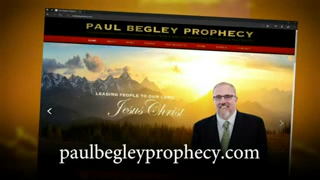 PAUL BEGLEY PROPHECY
LEADING PEOPLE TO OUR LORD
Jesus Christ
paulbegleyprophecy.com